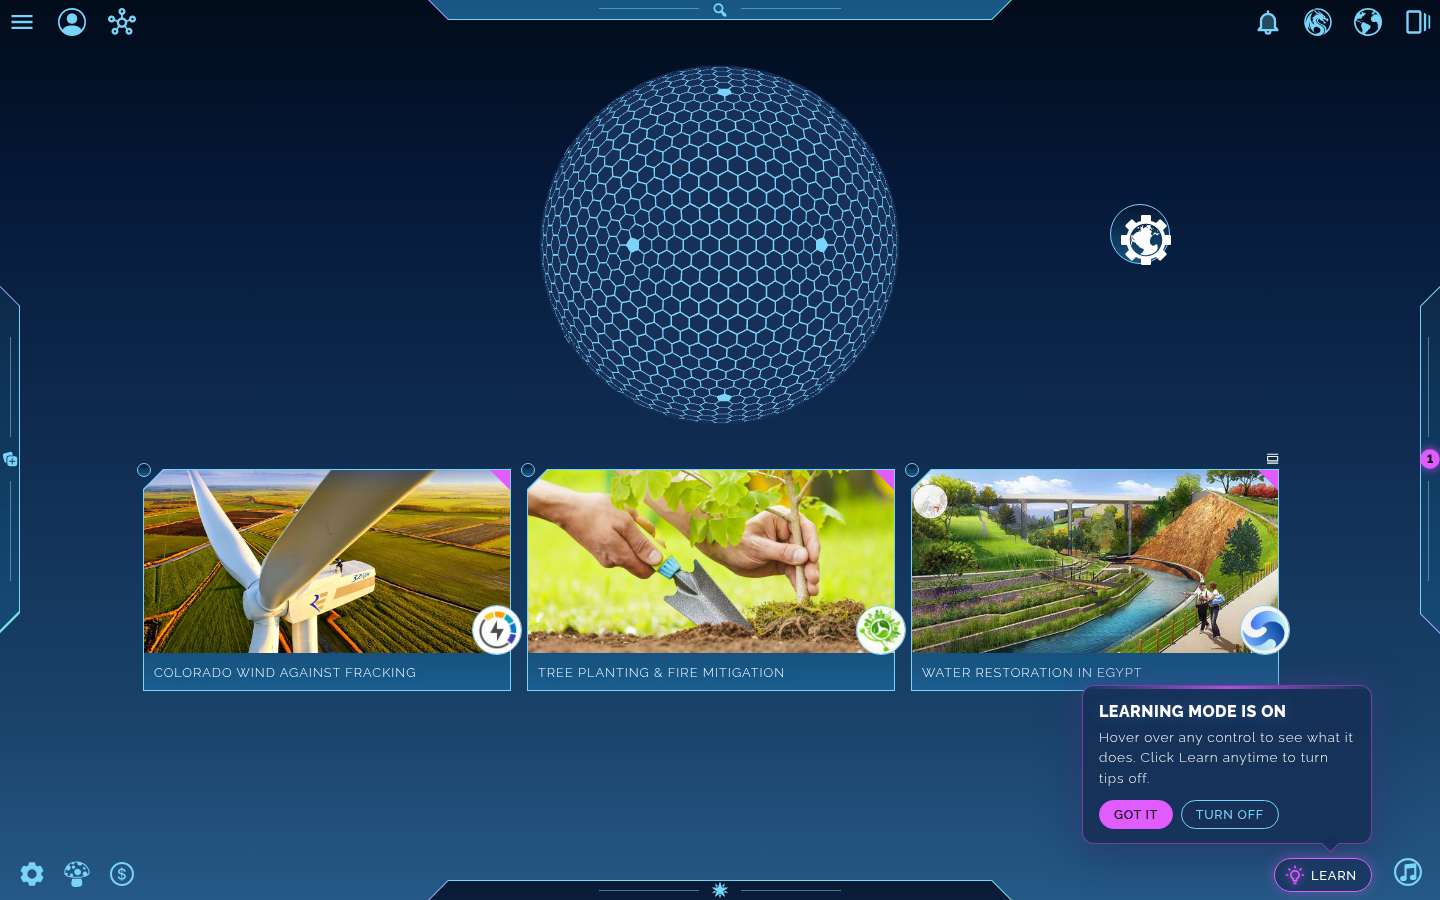 1
COLORADO WIND AGAINST FRACKING
TREE PLANTING & FIRE MITIGATION
WATER RESTORATION IN EGYPT
LEARNING MODE IS ON
Hover over any control to see what it
does. Click Learn anytime to turn
tips off.
GOT IT
TURN OFF
LEARN